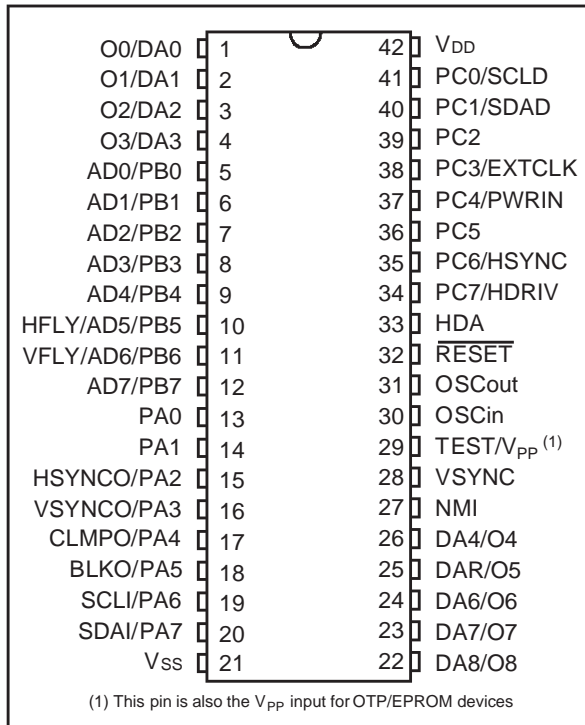 O0/DA0 1 42 VDD
O1/DA1 2 41 PC0/SCLD
O2/DA2 3 40 PC1/SDAD
O3/DA3 4 39 PC2
AD0/PB0 5 38 PC3/EXTCLK
AD1/PB1 6 37 PC4/PWRIN
AD2/PB2 7 36 PC5
AD3/PB3 8 35 PC6/HSYNC
AD4/PB4 9 34 PC7/HDRIV
HFLY/AD5/PB5 10 33 HDA
VFLY/AD6/PB6 11 32 RESET
AD7/PB7 12 31 OSCout
PA0 13 30 OSCin
PA1 14 29 TEST/VPP (1)
HSYNCO/PA2 15 28 VSYNC
VSYNCO/PA3 16 27 NMI
CLMPO/PA4 17 26 DA4/O4
BLKO/PA5 18 25 DAR/O5
SCLI/PA6 19 24 DA6/O6
SDAI/PA7 20 23 DA7/O7
VSS 21 22 DA8/O8
(1) This pin is also the VPP input for OTP/EPROM devices